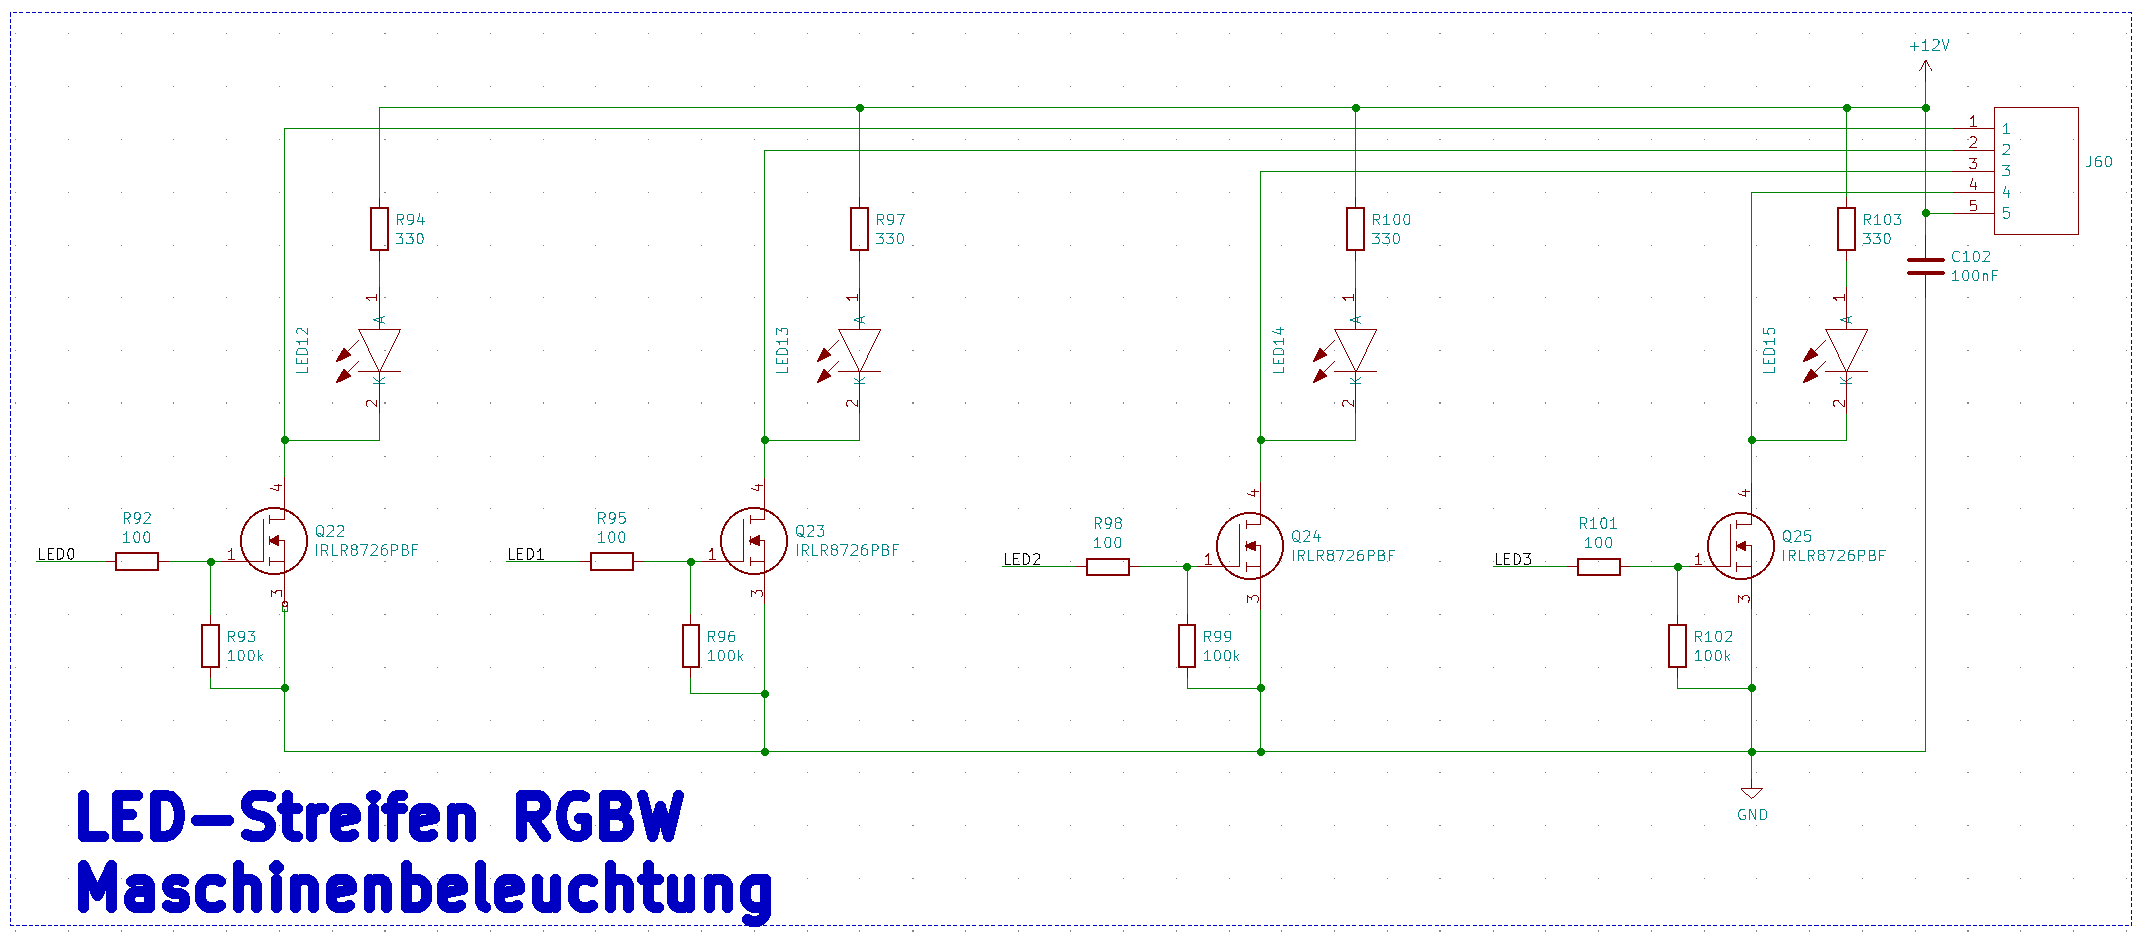 +12V
1 1
2 2
3 3
4 4
5 5
J60
R94
330
R97
330
R100
330
R103
330
C102
100nF
1
A
LED12
K
2
1
A
LED13
K
2
1
A
LED14
K
2
1
A
LED15
K
2
LED0
R92
100
1
4
3
Q22
IRLR8726PBF
R93
100k
LED1
R95
100
1
4
3
Q23
IRLR8726PBF
R96
100k
LED2
R98
100
1
4
3
Q24
IRLR8726PBF
R99
100k
LED3
R101
100
1
4
3
Q25
IRLR8726PBF
R102
100k
GND
LED-Streifen RGBW
Maschinenbeleuchtung